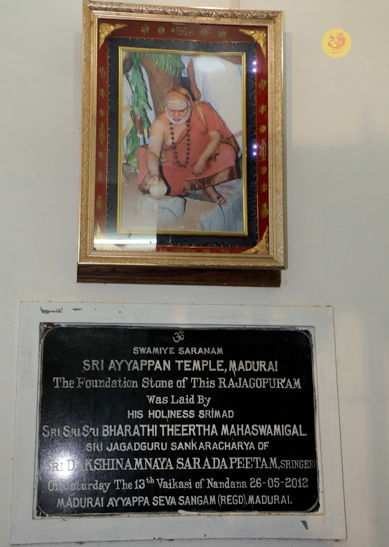 ॐ
SWAMIYE SARANAM
SRI AYYAPPAN TEMPLE, MADURAI
The Foundation Stone of This RAJAGOPURAM
Was Laid By
HIS HOLINESS SRIMAD
SRI SRI SRI BHARATHI THEERTHA MAHASWAMIGAL
SRI JAGADGURU SANKARACHARYA OF
SRI DAKSHINAMNAYA SARADA PEETAM, SRINGERI
On Saturday The 13th Vaikasi of Nandana 26-05-2012
MADURAI AYYAPPA SEVA SANGAM (REGD), MADURAI.